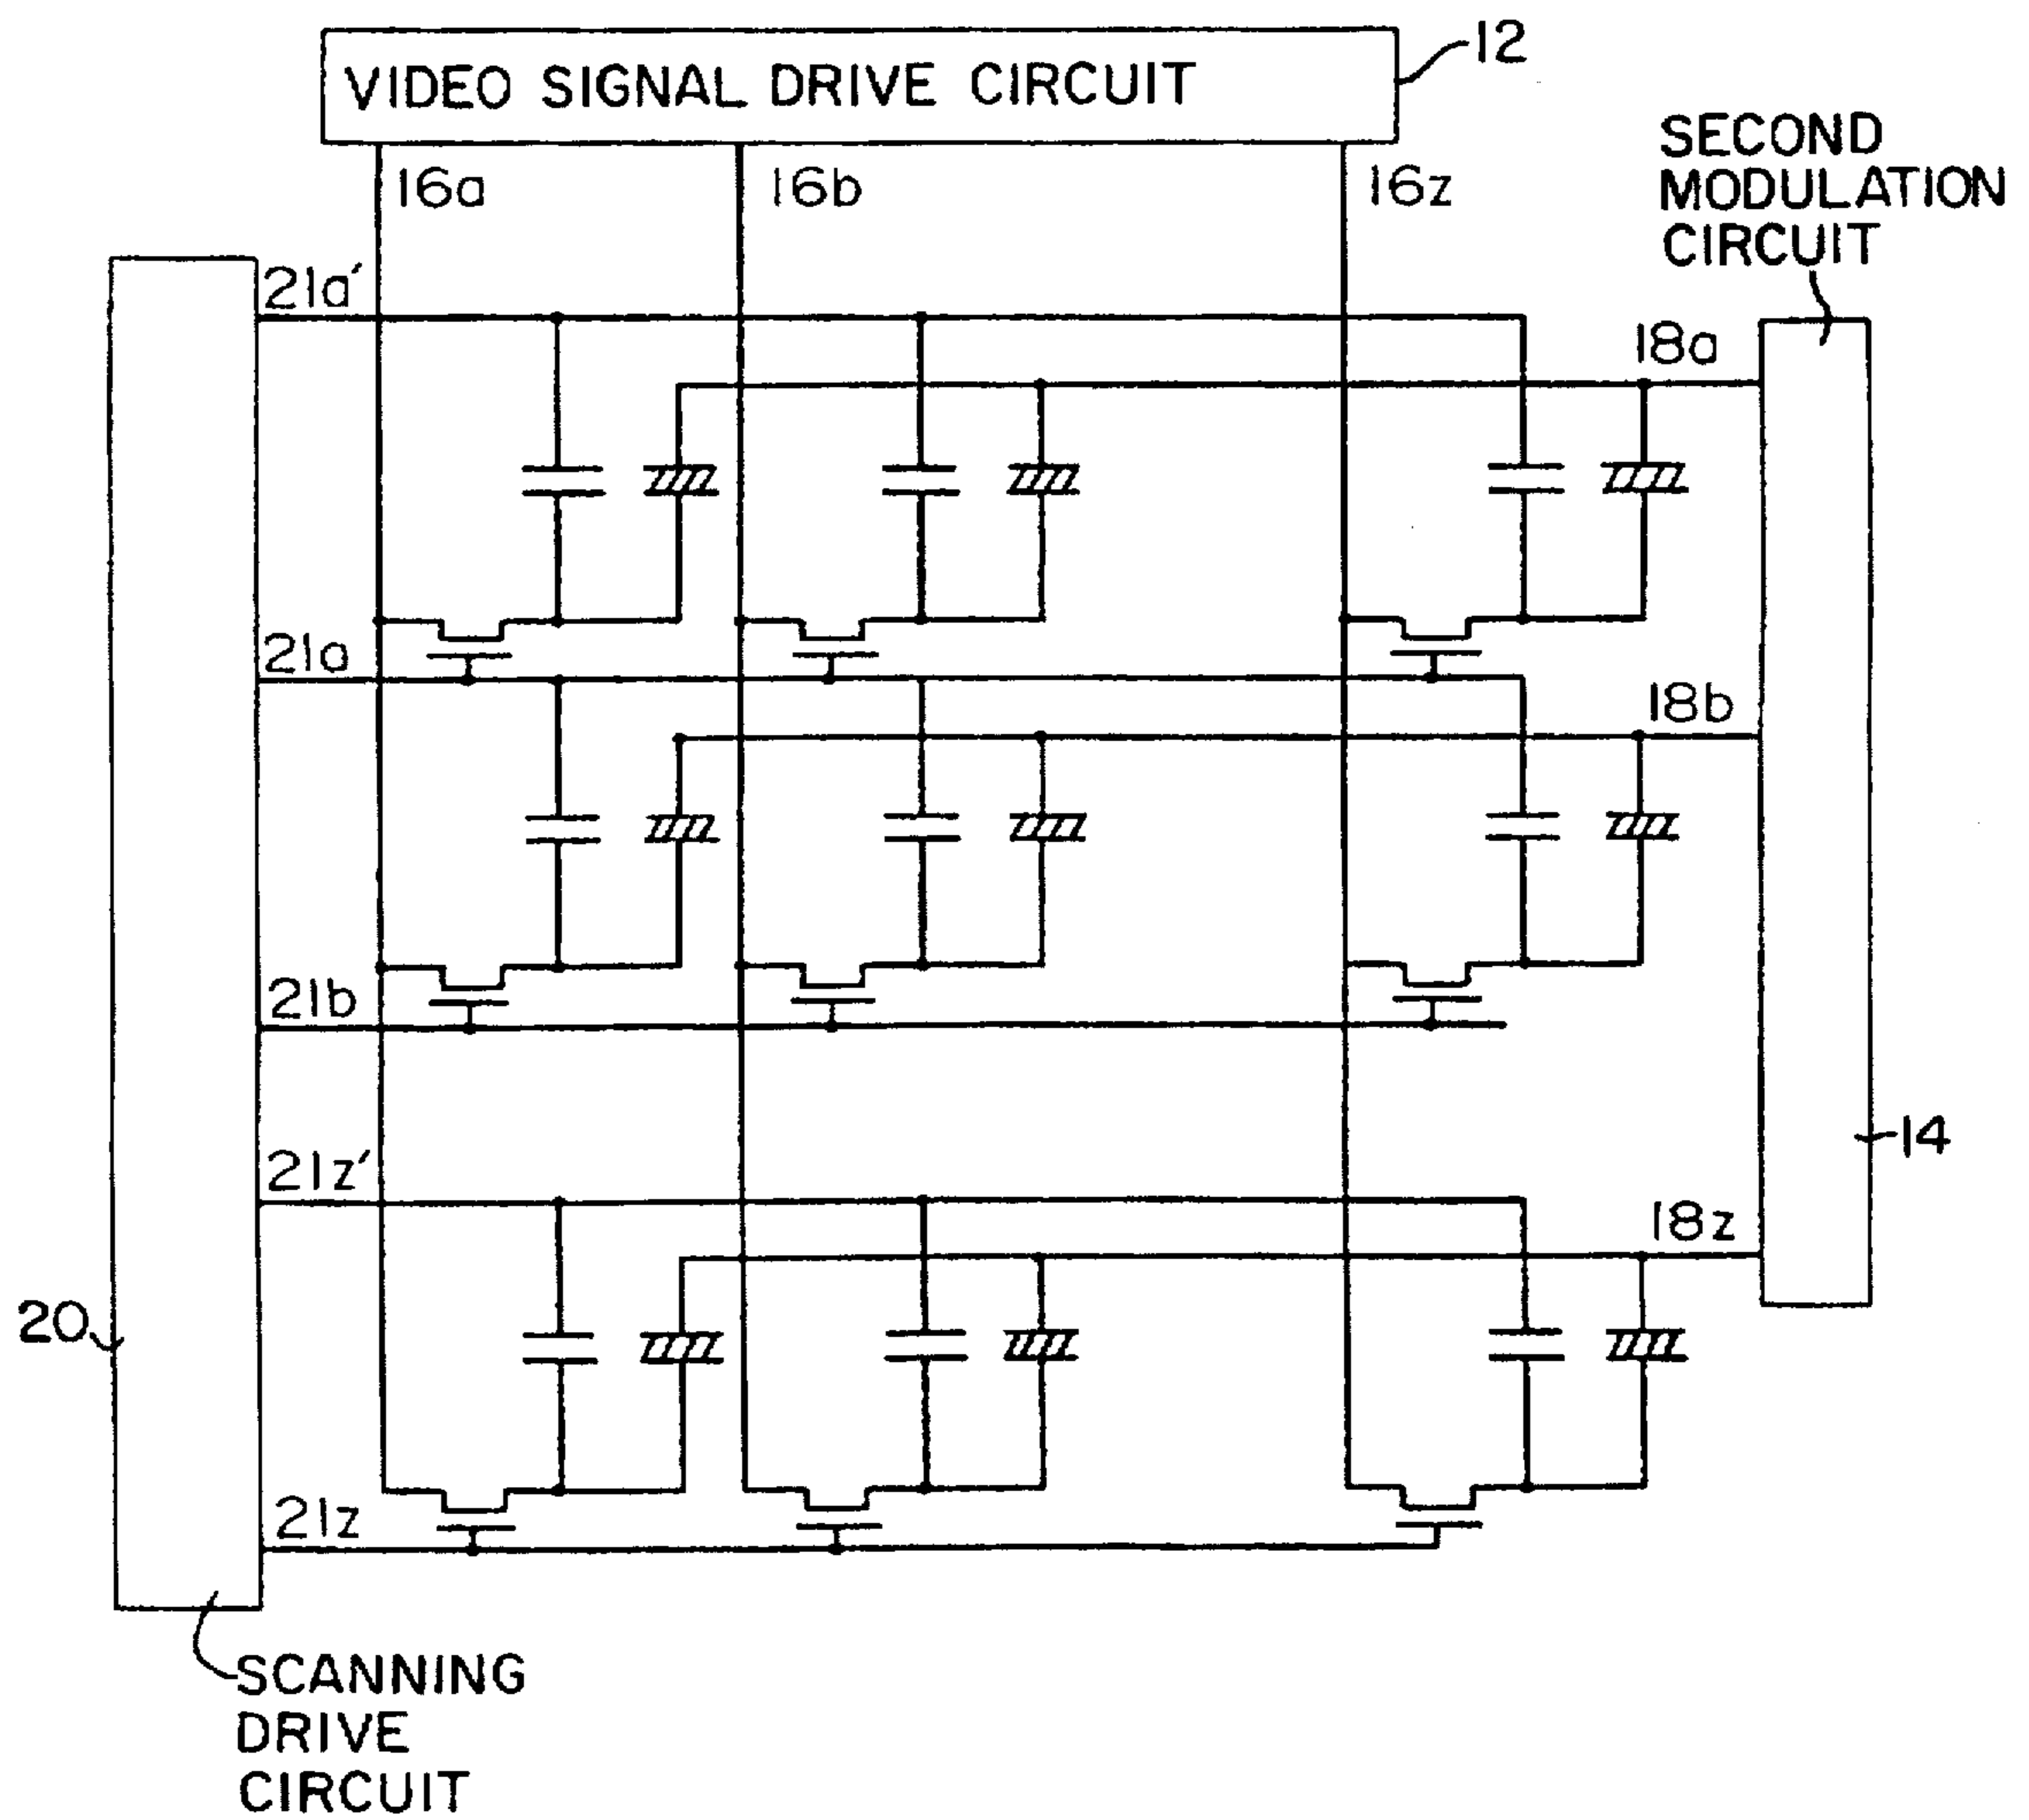 12
VIDEO SIGNAL DRIVE CIRCUIT
SECOND
MODULATION
CIRCUIT
16a 16b 16z
21a′
18a
21a
18b
21b
14
21z′
18z
20
21z
SCANNING
DRIVE
CIRCUIT